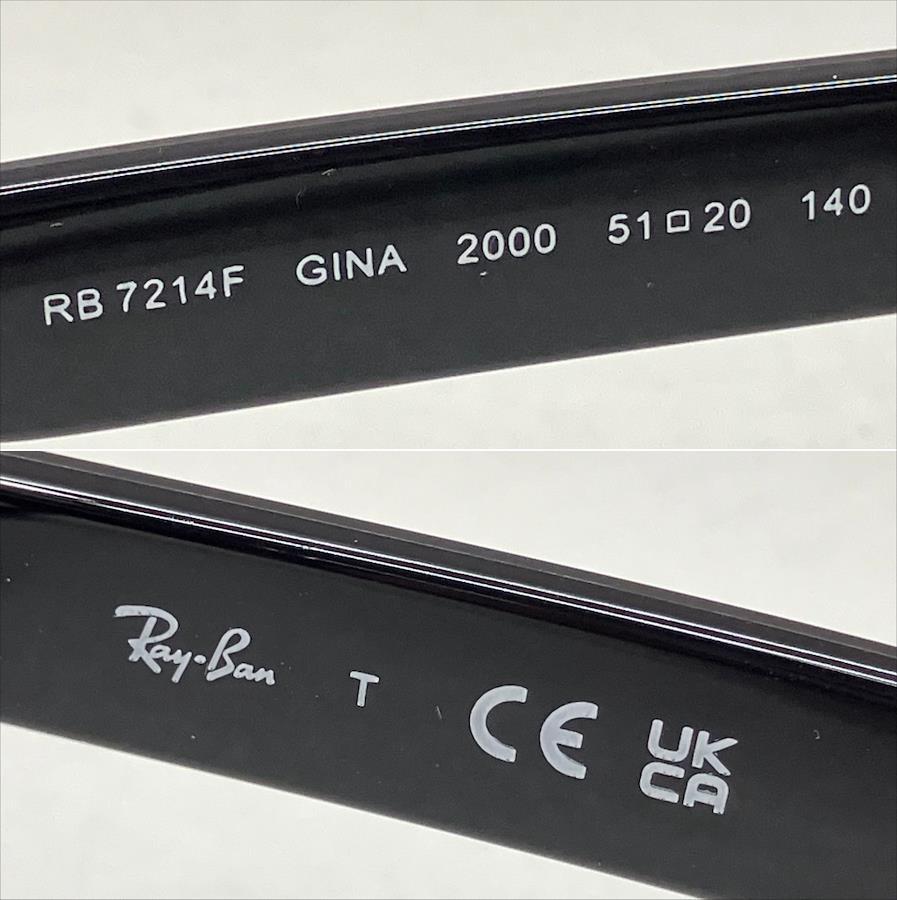 RB 7214F GINA 2000 51□20 140
Ray-Ban T CE UK
CA